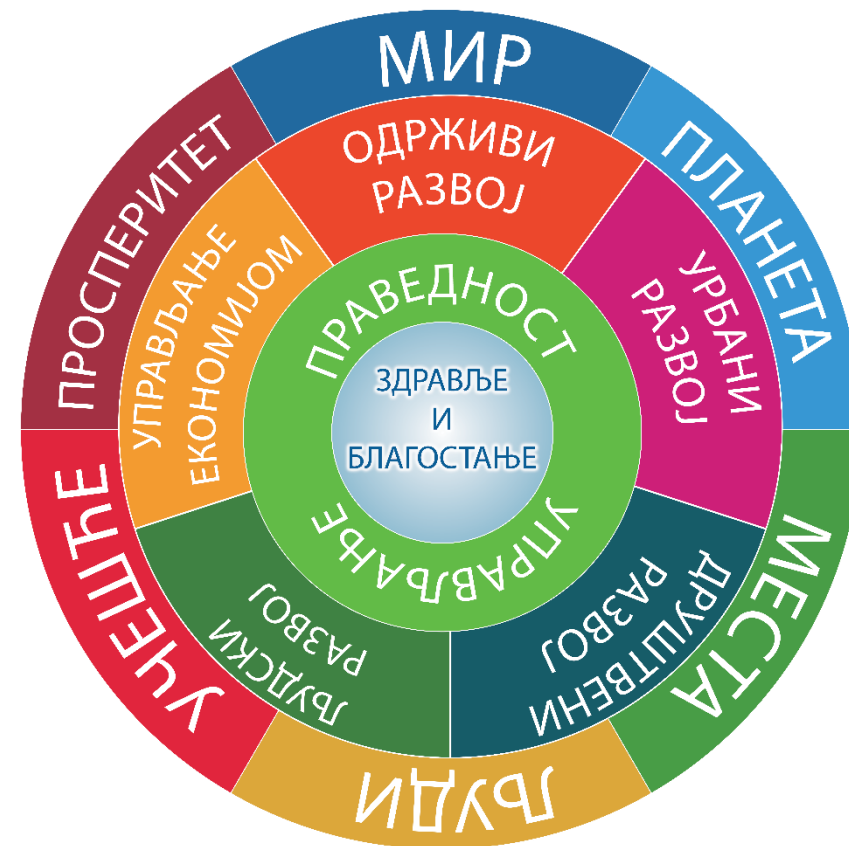 МИР
ПЛАНЕТА
МЕСТА
ЉУДИ
УЧЕШЋЕ
ПРОСПЕРИТЕТ
ОДРЖИВИ
РАЗВОЈ
УРБАНИ
РАЗВОЈ
ДРУШТВЕНИ
РАЗВОЈ
ЉУДСКИ
РАЗВОЈ
УПРАВЉАЊЕ
ЕКОНОМИЈОМ
ПРАВЕДНОСТ
УПРАВЉАЊЕ
ЗДРАВЉЕ
И
БЛАГОСТАЊЕ